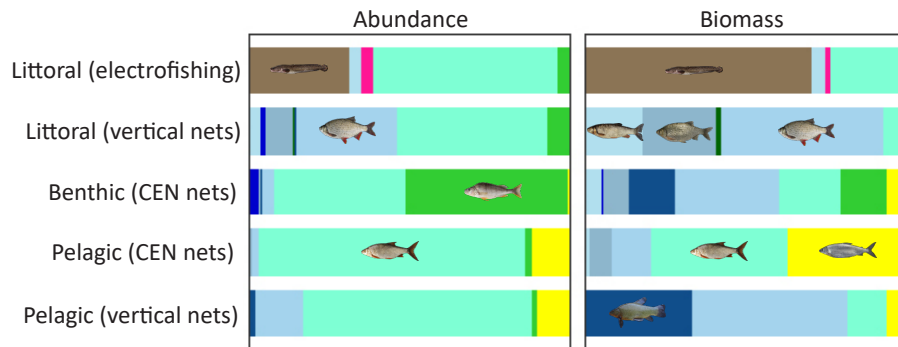 Abundance
Biomass
Littoral (electrofishing)
Littoral (vertical nets)
Benthic (CEN nets)
Pelagic (CEN nets)
Pelagic (vertical nets)